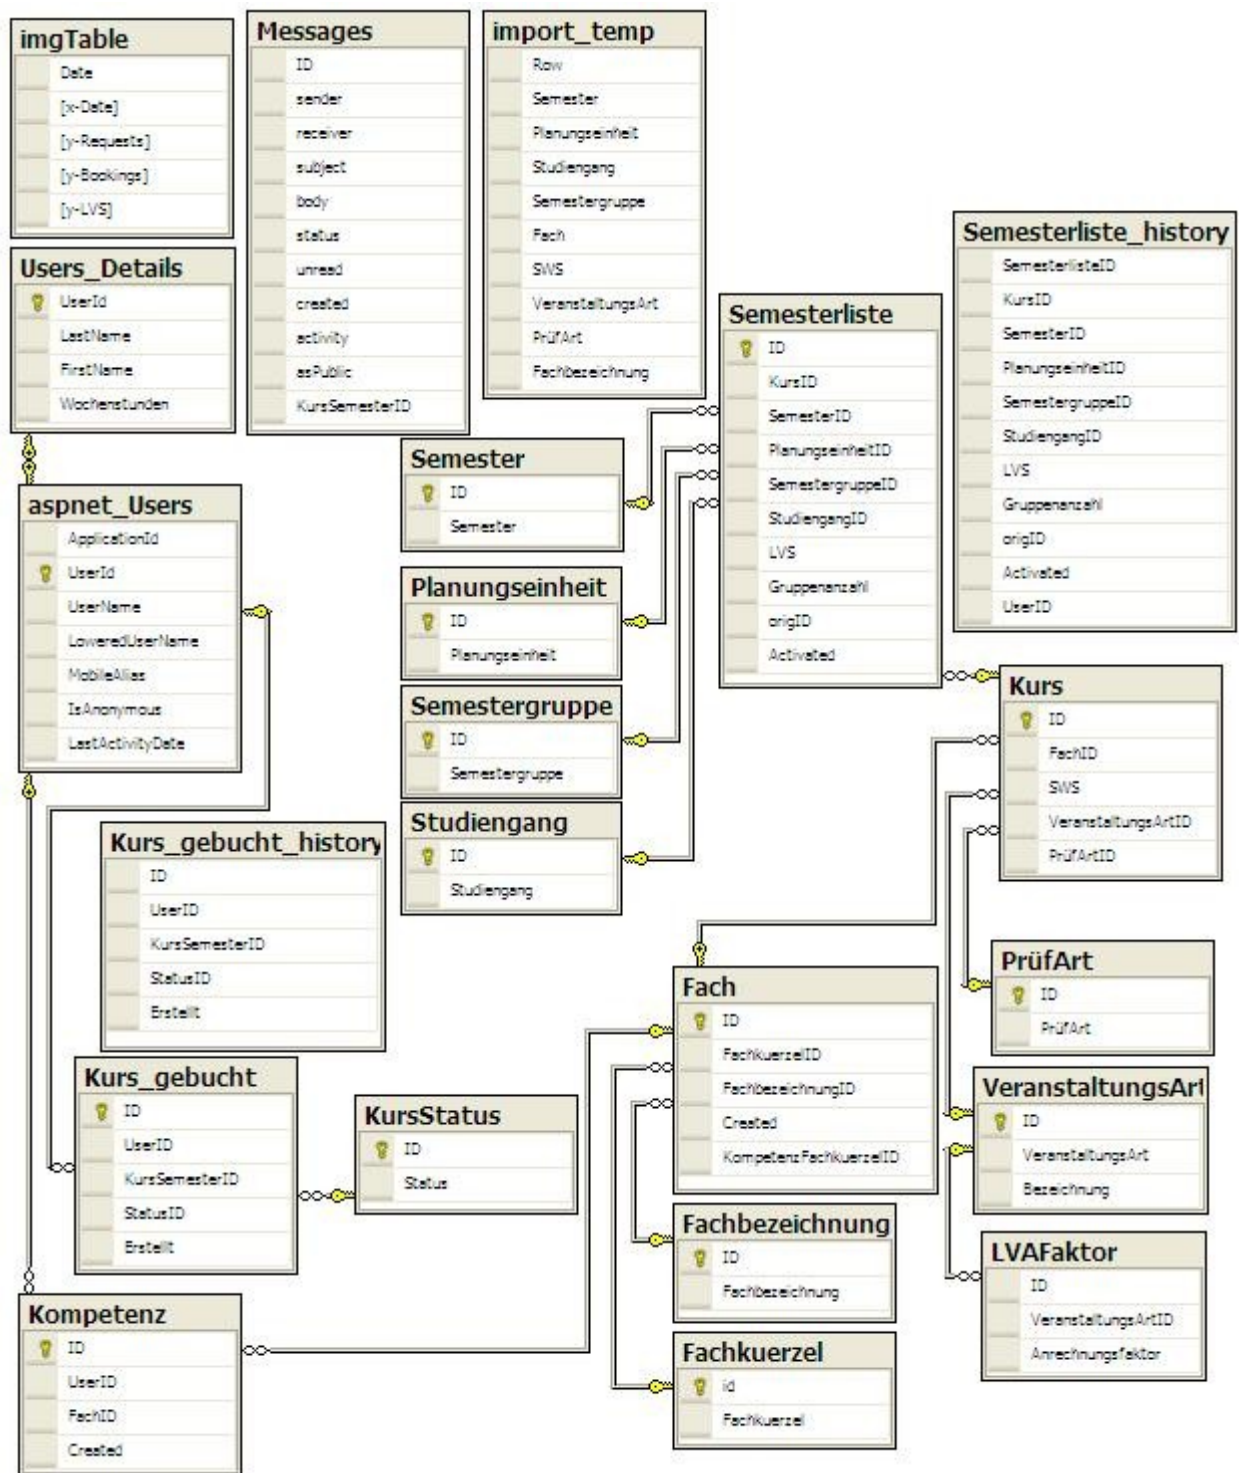 imgTable
Date
[x-Date]
[y-Requests]
[y-Bookings]
[y-LVS]
Messages
ID
sender
receiver
subject
body
status
unread
created
activity
asPublic
KursSemesterID
import_temp
Row
Semester
Planungseinheit
Studiengang
Semestergruppe
Fach
SWS
VeranstaltungsArt
PrüfArt
Fachbezeichnung
Users_Details
UserId
LastName
FirstName
Wochenstunden
Semesterliste_history
SemesterlisteID
KursID
SemesterID
PlanungseinheitID
SemestergruppeID
StudiengangID
LVS
Gruppenanzahl
origID
Activated
UserID
Semesterliste
ID
KursID
SemesterID
PlanungseinheitID
SemestergruppeID
StudiengangID
LVS
Gruppenanzahl
origID
Activated
Semester
ID
Semester
aspnet_Users
ApplicationId
UserId
UserName
LoweredUserName
MobileAlias
IsAnonymous
LastActivityDate
Planungseinheit
ID
Planungseinheit
Semestergruppe
ID
Semestergruppe
Studiengang
ID
Studiengang
Kurs
ID
FachID
SWS
VeranstaltungsArtID
PrüfArtID
Kurs_gebucht_history
ID
UserID
KursSemesterID
StatusID
Erstellt
PrüfArt
ID
PrüfArt
Fach
ID
FachkuerzelID
FachbezeichnungID
Created
KompetenzFachkuerzelID
Kurs_gebucht
ID
UserID
KursSemesterID
StatusID
Erstellt
KursStatus
ID
Status
VeranstaltungsArt
ID
VeranstaltungsArt
Bezeichnung
Fachbezeichnung
ID
Fachbezeichnung
LVAFaktor
ID
VeranstaltungsArtID
Anrechnungsfaktor
Kompetenz
ID
UserID
FachID
Created
Fachkuerzel
id
Fachkuerzel